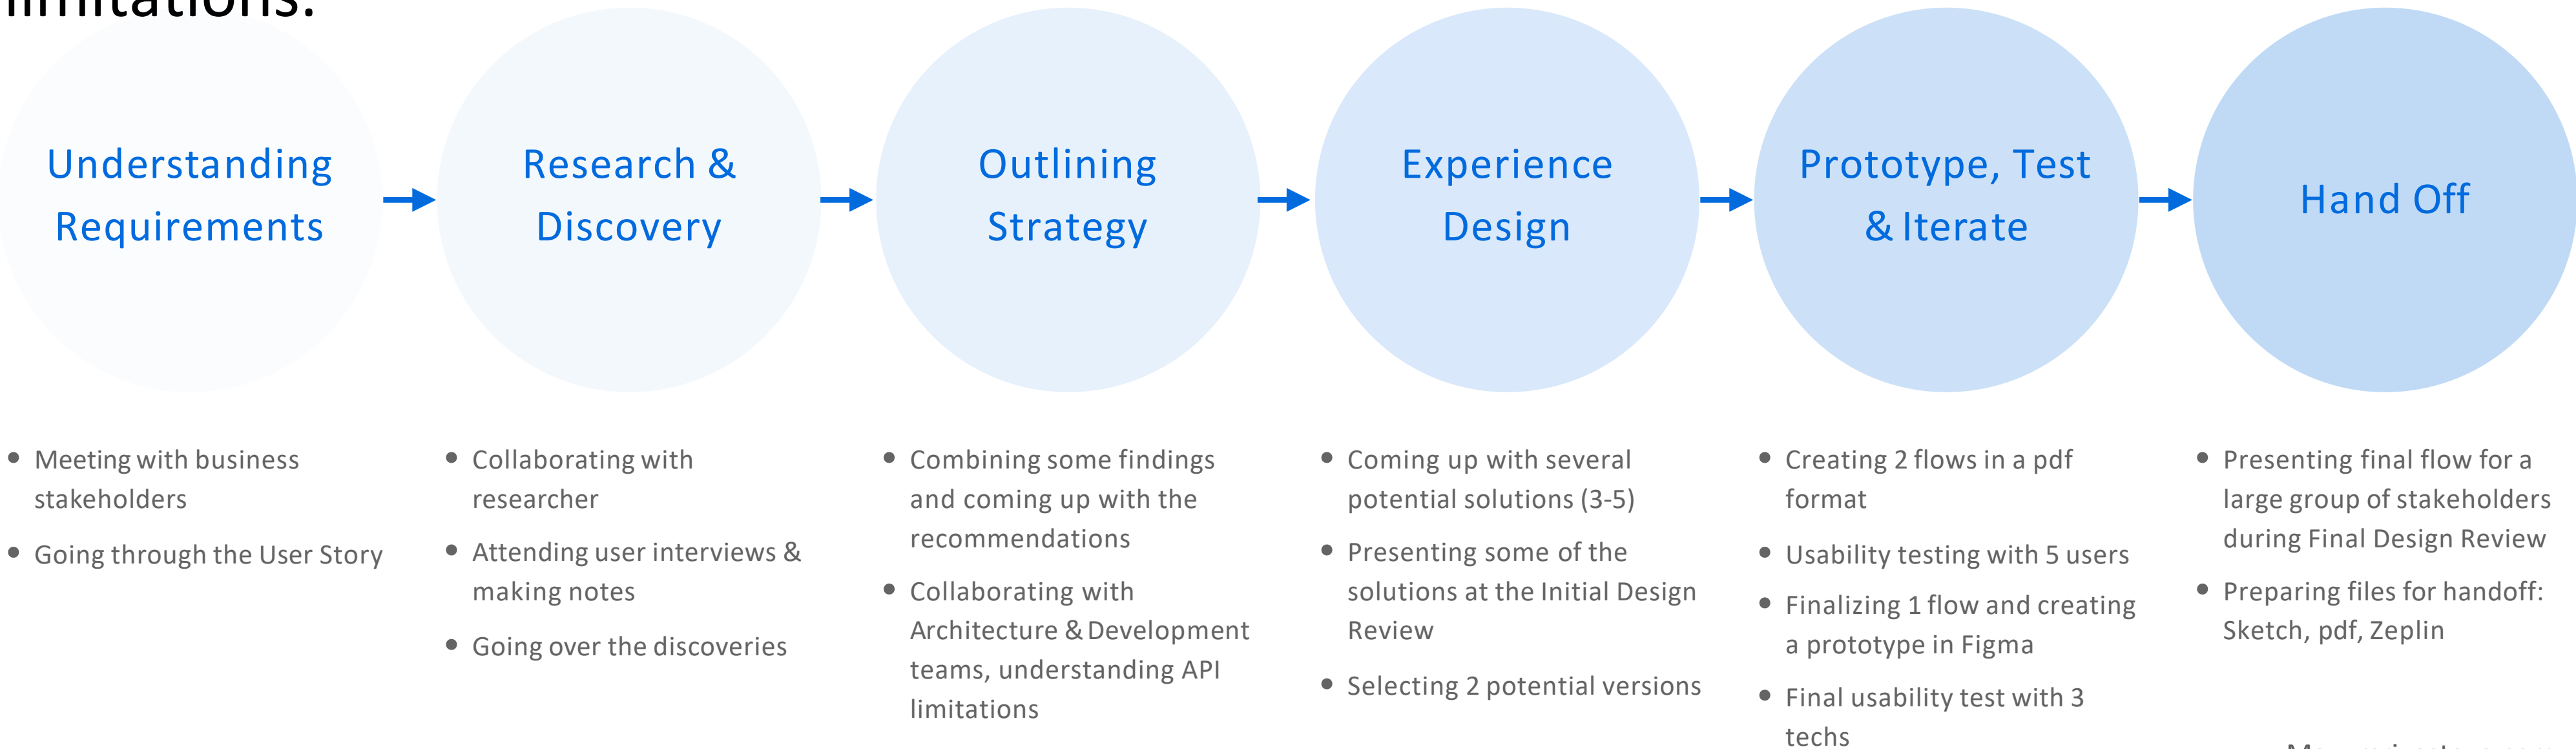 limitations.
Understanding
Requirements
Research &
Discovery
Outlining
Strategy
Experience
Design
Prototype, Test
& Iterate
Hand Off
• Meeting with business
stakeholders
• Going through the User Story
• Collaborating with
researcher
• Attending user interviews &
making notes
• Going over the discoveries
• Combining some findings
and coming up with the
recommendations
• Collaborating with
Architecture & Development
teams, understanding API
limitations
• Coming up with several
potential solutions (3-5)
• Presenting some of the
solutions at the Initial Design
Review
• Selecting 2 potential versions
• Creating 2 flows in a pdf
format
• Usability testing with 5 users
• Finalizing 1 flow and creating
a prototype in Figma
• Final usability test with 3
techs
• Presenting final flow for a
large group of stakeholders
during Final Design Review
• Preparing files for handoff:
Sketch, pdf, Zeplin